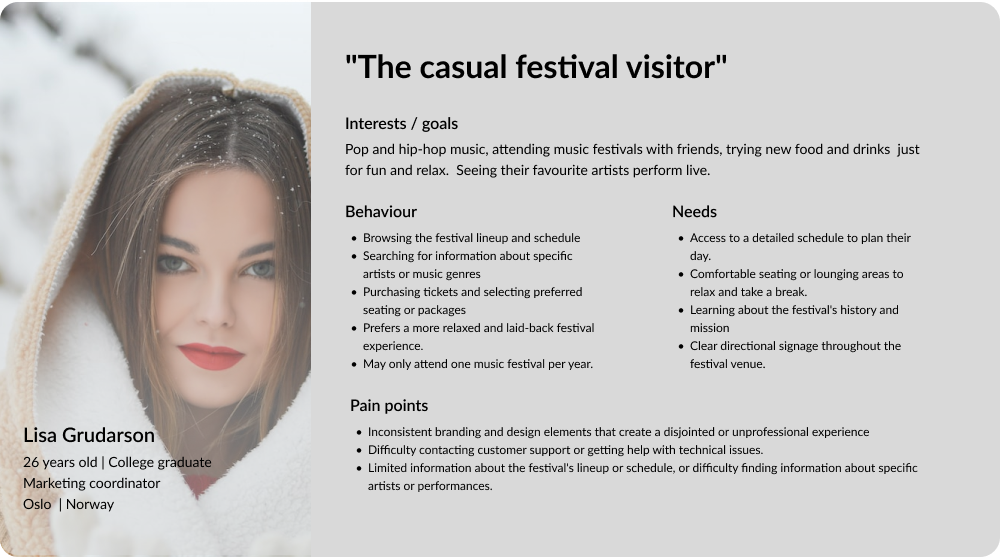 "The casual festival visitor"
Interests / goals
Pop and hip-hop music, attending music festivals with friends, trying new food and drinks  just
for fun and relax.  Seeing their favourite artists perform live.
Behaviour
• Browsing the festival lineup and schedule
• Searching for information about specific
artists or music genres
• Purchasing tickets and selecting preferred
seating or packages
• Prefers a more relaxed and laid-back festival
experience.
• May only attend one music festival per year.
Needs
• Access to a detailed schedule to plan their
day.
• Comfortable seating or lounging areas to
relax and take a break.
• Learning about the festival's history and
mission
• Clear directional signage throughout the
festival venue.
Pain points
• Inconsistent branding and design elements that create a disjointed or unprofessional experience
• Difficulty contacting customer support or getting help with technical issues.
• Limited information about the festival's lineup or schedule, or difficulty finding information about specific
artists or performances.
Lisa Grudarson
26 years old | College graduate
Marketing coordinator
Oslo  | Norway